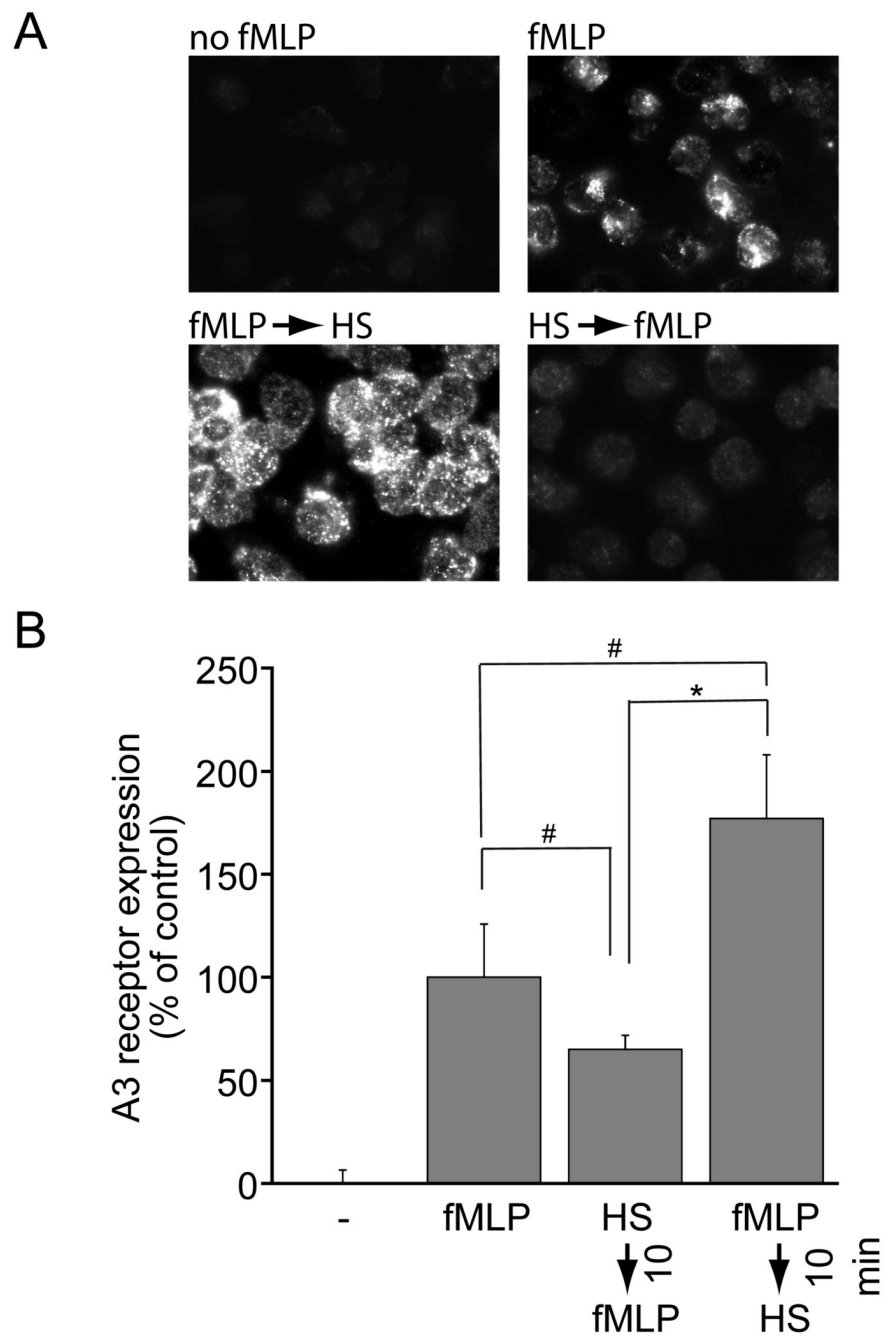 A
no fMLP
fMLP
fMLP → HS
HS → fMLP
B
A3 receptor expression
(% of control)
250
200
150
100
50
0
#
*
#
-
fMLP
HS
fMLP
10
10
min
fMLP
HS